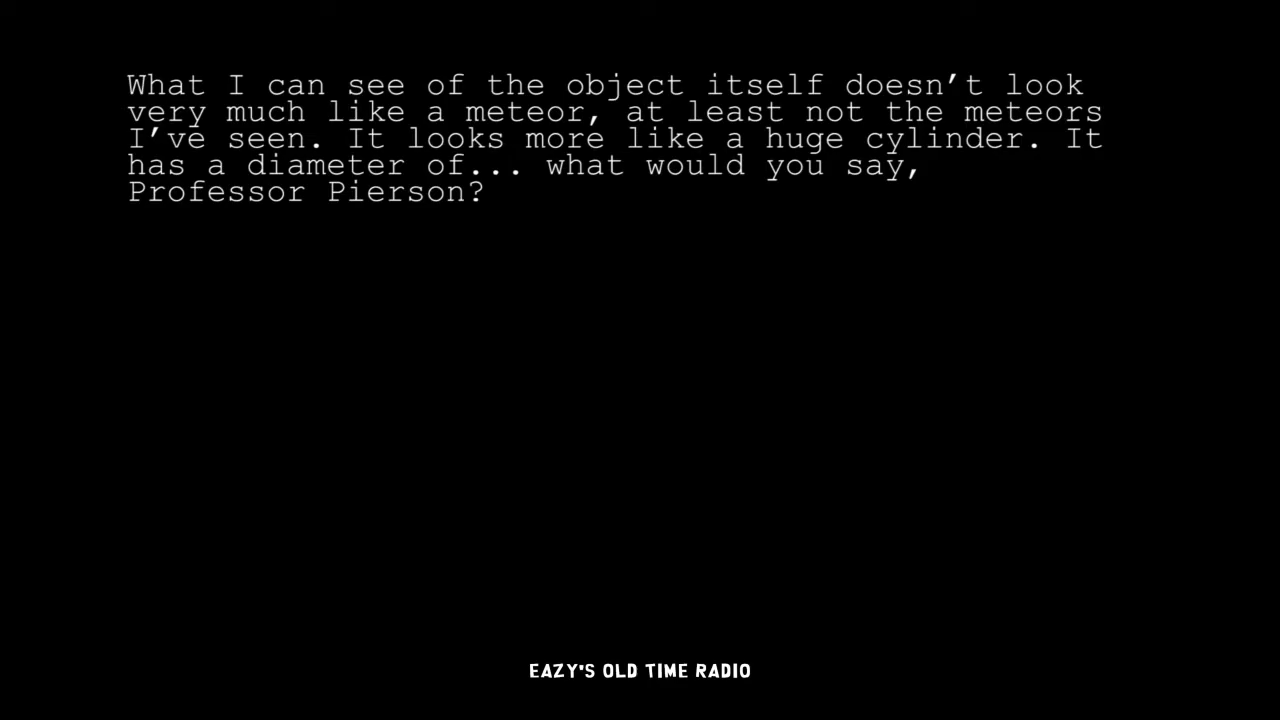 What I can see of the object itself doesn’t look
very much like a meteor, at least not the meteors
I’ve seen. It looks more like a huge cylinder. It
has a diameter of... what would you say,
Professor Pierson?
EAZY'S OLD TIME RADIO